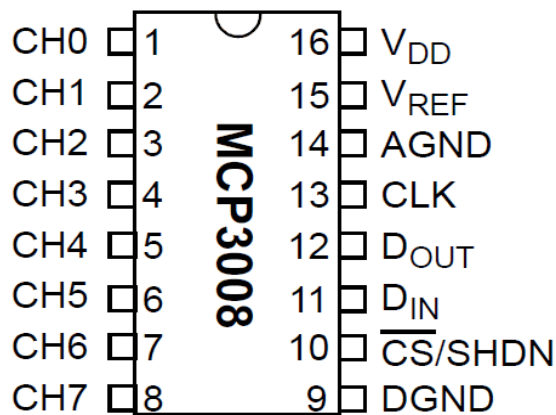 CH0 1 16 VDD
CH1 2 15 VREF
CH2 3 14 AGND
CH3 4 13 CLK
CH4 5 12 DOUT
CH5 6 11 DIN
CH6 7 10 C̅S̅/SHDN
CH7 8 9 DGND
MCP3008